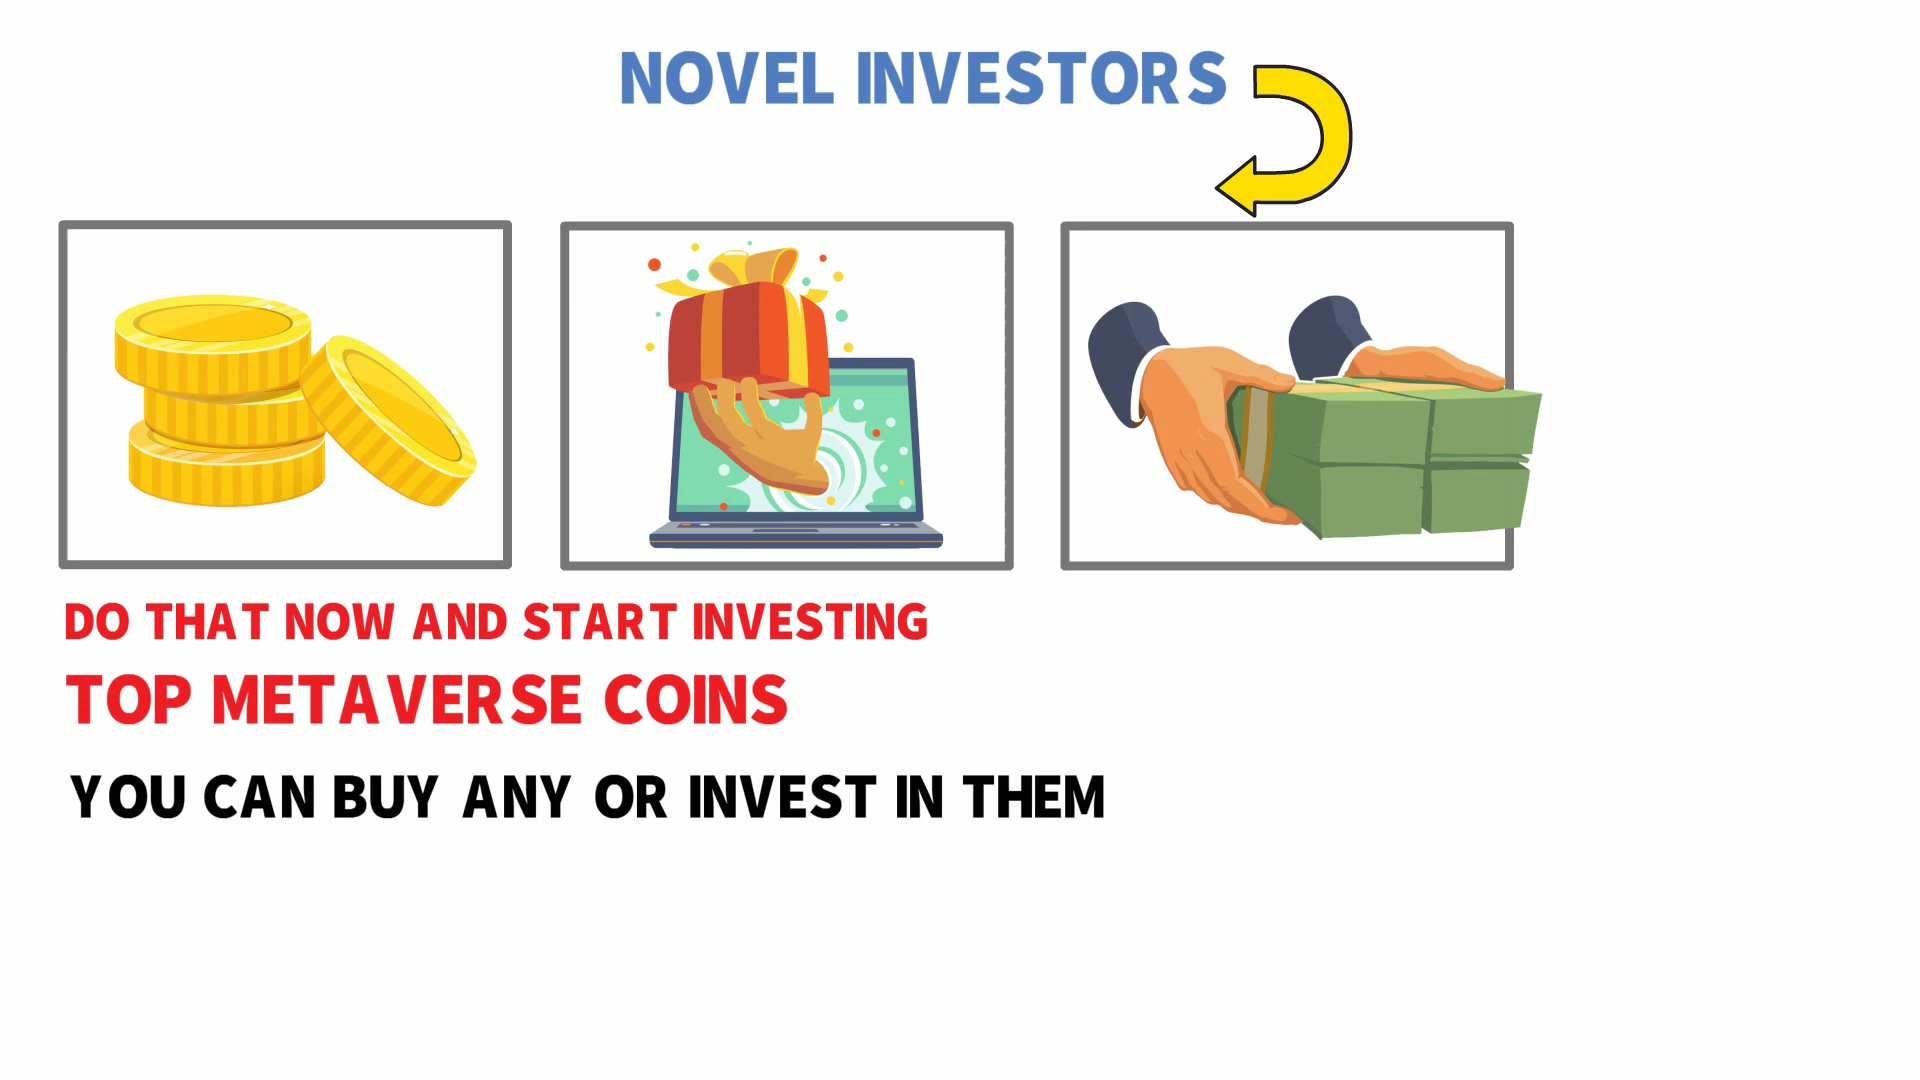 NOVEL INVESTORS
DO THAT NOW AND START INVESTING
TOP METAVERSE COINS
YOU CAN BUY ANY OR INVEST IN THEM